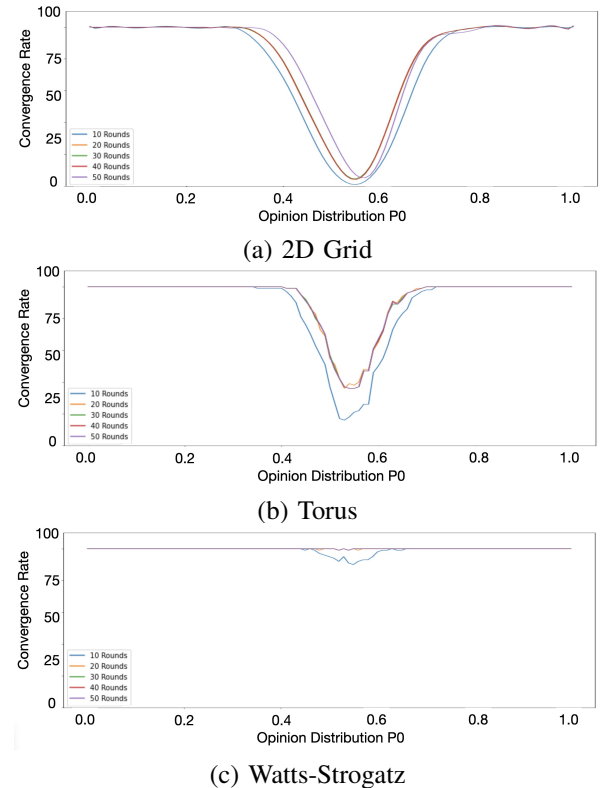 100
75
50
25
0
Convergence Rate
10 Rounds
20 Rounds
30 Rounds
40 Rounds
50 Rounds
0.0 0.2 0.4 0.6 0.8 1.0
Opinion Distribution P0
(a) 2D Grid
100
75
50
25
0
Convergence Rate
10 Rounds
20 Rounds
30 Rounds
40 Rounds
50 Rounds
0.0 0.2 0.4 0.6 0.8 1.0
Opinion Distribution P0
(b) Torus
100
75
50
25
0
Convergence Rate
10 Rounds
20 Rounds
30 Rounds
40 Rounds
50 Rounds
0.0 0.2 0.4 0.6 0.8 1.0
Opinion Distribution P0
(c) Watts-Strogatz